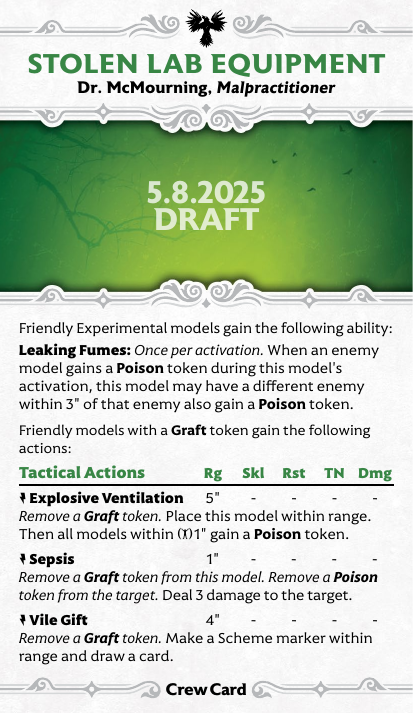 STOLEN LAB EQUIPMENT
Dr. McMourning, Malpractitioner
5.8.2025
DRAFT
Friendly Experimental models gain the following ability:
Leaking Fumes: Once per activation. When an enemy
model gains a Poison token during this model's
activation, this model may have a different enemy
within 3" of that enemy also gain a Poison token.
Friendly models with a Graft token gain the following
actions:
Tactical Actions Rg Skl Rst TN Dmg
Explosive Ventilation 5" - - - -
Remove a Graft token. Place this model within range.
Then all models within 1" gain a Poison token.
Sepsis 1" - - - -
Remove a Graft token from this model. Remove a Poison
token from the target. Deal 3 damage to the target.
Vile Gift 4" - - - -
Remove a Graft token. Make a Scheme marker within
range and draw a card.
Crew Card